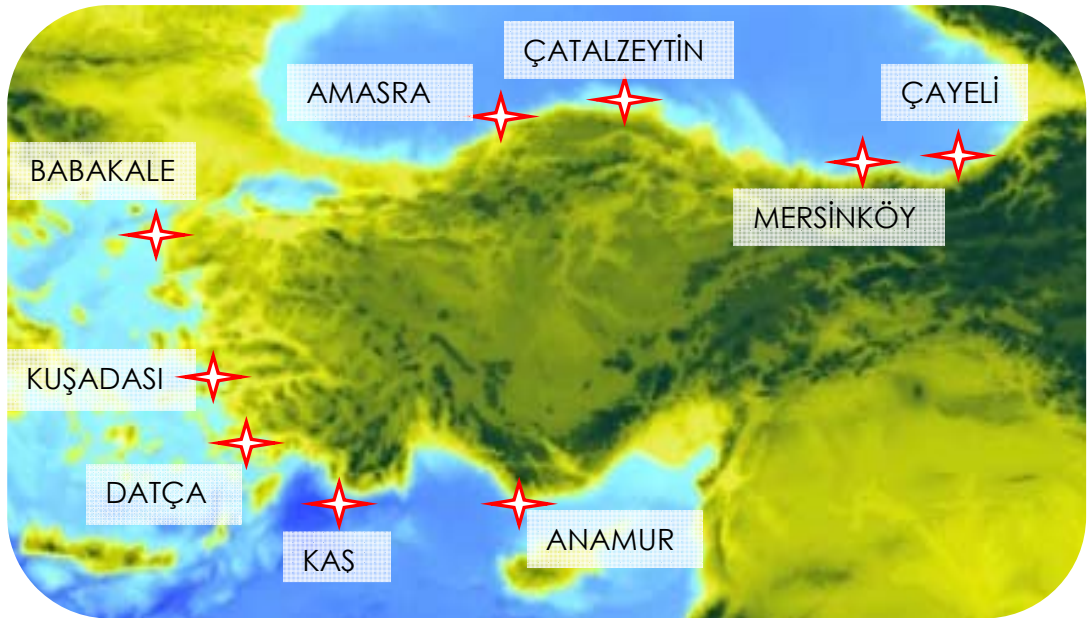 ÇATALZEYTİN
AMASRA
ÇAYELİ
BABAKALE
MERSİNKÖY
KUŞADASI
DATÇA
ANAMUR
KAŞ